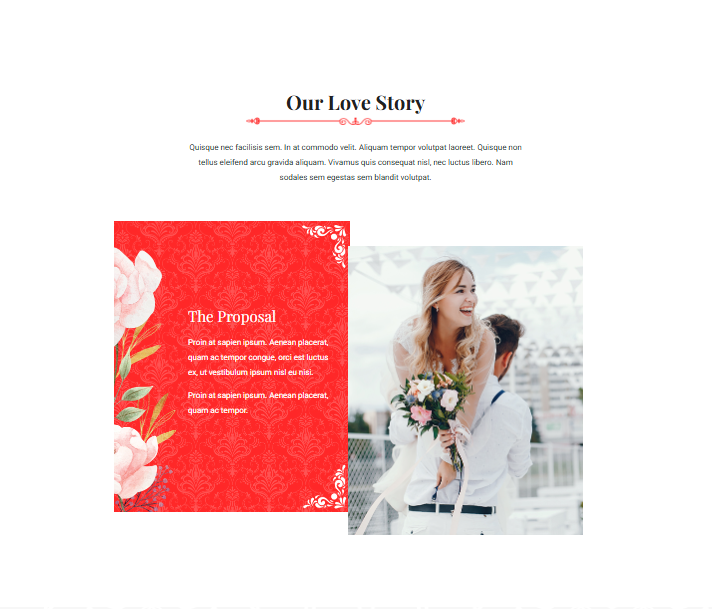 Our Love Story
Quisque nec facilisis sem. In at commodo velit. Aliquam tempor volutpat laoreet. Quisque non
tellus eleifend arcu gravida aliquam. Vivamus quis consequat nisl, nec luctus libero. Nam
sodales sem egestas sem blandit volutpat.
The Proposal
Proin at sapien ipsum. Aenean placerat,
quam ac tempor congue, orci est luctus
ex, ut vestibulum ipsum nisl eu nisi.
Proin at sapien ipsum. Aenean placerat,
quam ac tempor.